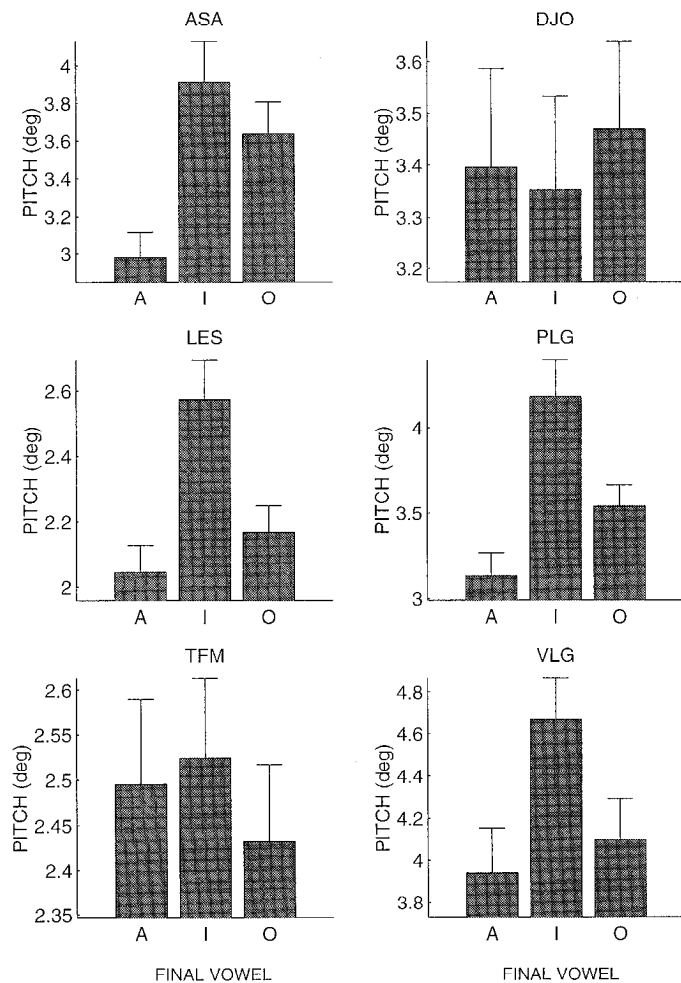 ASA
PITCH (deg)
4
3.8
3.6
3.4
3.2
3
A I O
DJO
PITCH (deg)
3.6
3.5
3.4
3.3
3.2
A I O
LES
PITCH (deg)
2.6
2.4
2.2
2
A I O
PLG
PITCH (deg)
4
3.5
3
A I O
TFM
PITCH (deg)
2.6
2.55
2.5
2.45
2.4
2.35
A I O
FINAL VOWEL
VLG
PITCH (deg)
4.8
4.6
4.4
4.2
4
3.8
A I O
FINAL VOWEL